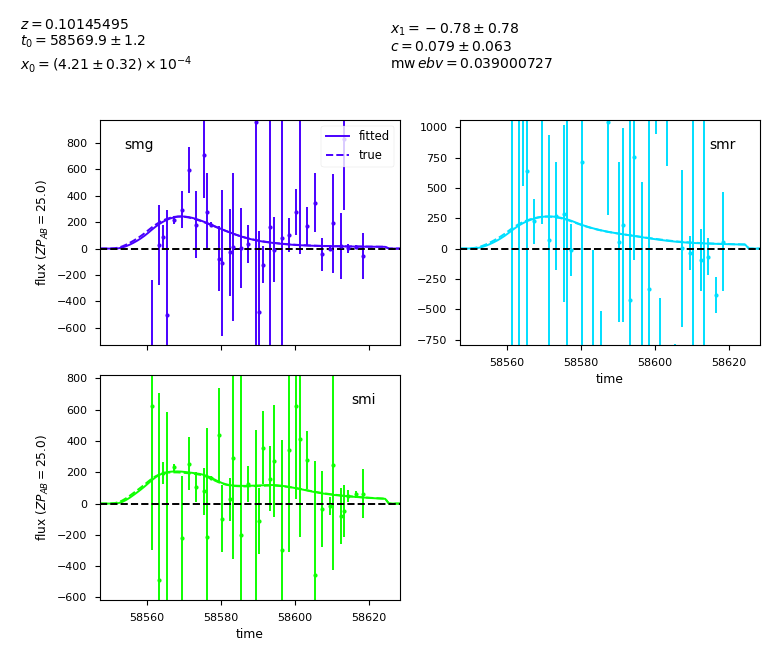 z = 0.10145495
t₀ = 58569.9 ± 1.2
x₀ = (4.21 ± 0.32) × 10⁻⁴
x₁ = −0.78 ± 0.78
c = 0.079 ± 0.063
mw ebv = 0.039000727
smg
fitted
true
flux (ZP_AB = 25.0)
800
600
400
200
0
−200
−400
−600
smr
1000
750
500
250
0
−250
−500
−750
58560 58580 58600 58620
time
smi
flux (ZP_AB = 25.0)
800
600
400
200
0
−200
−400
−600
58560 58580 58600 58620
time